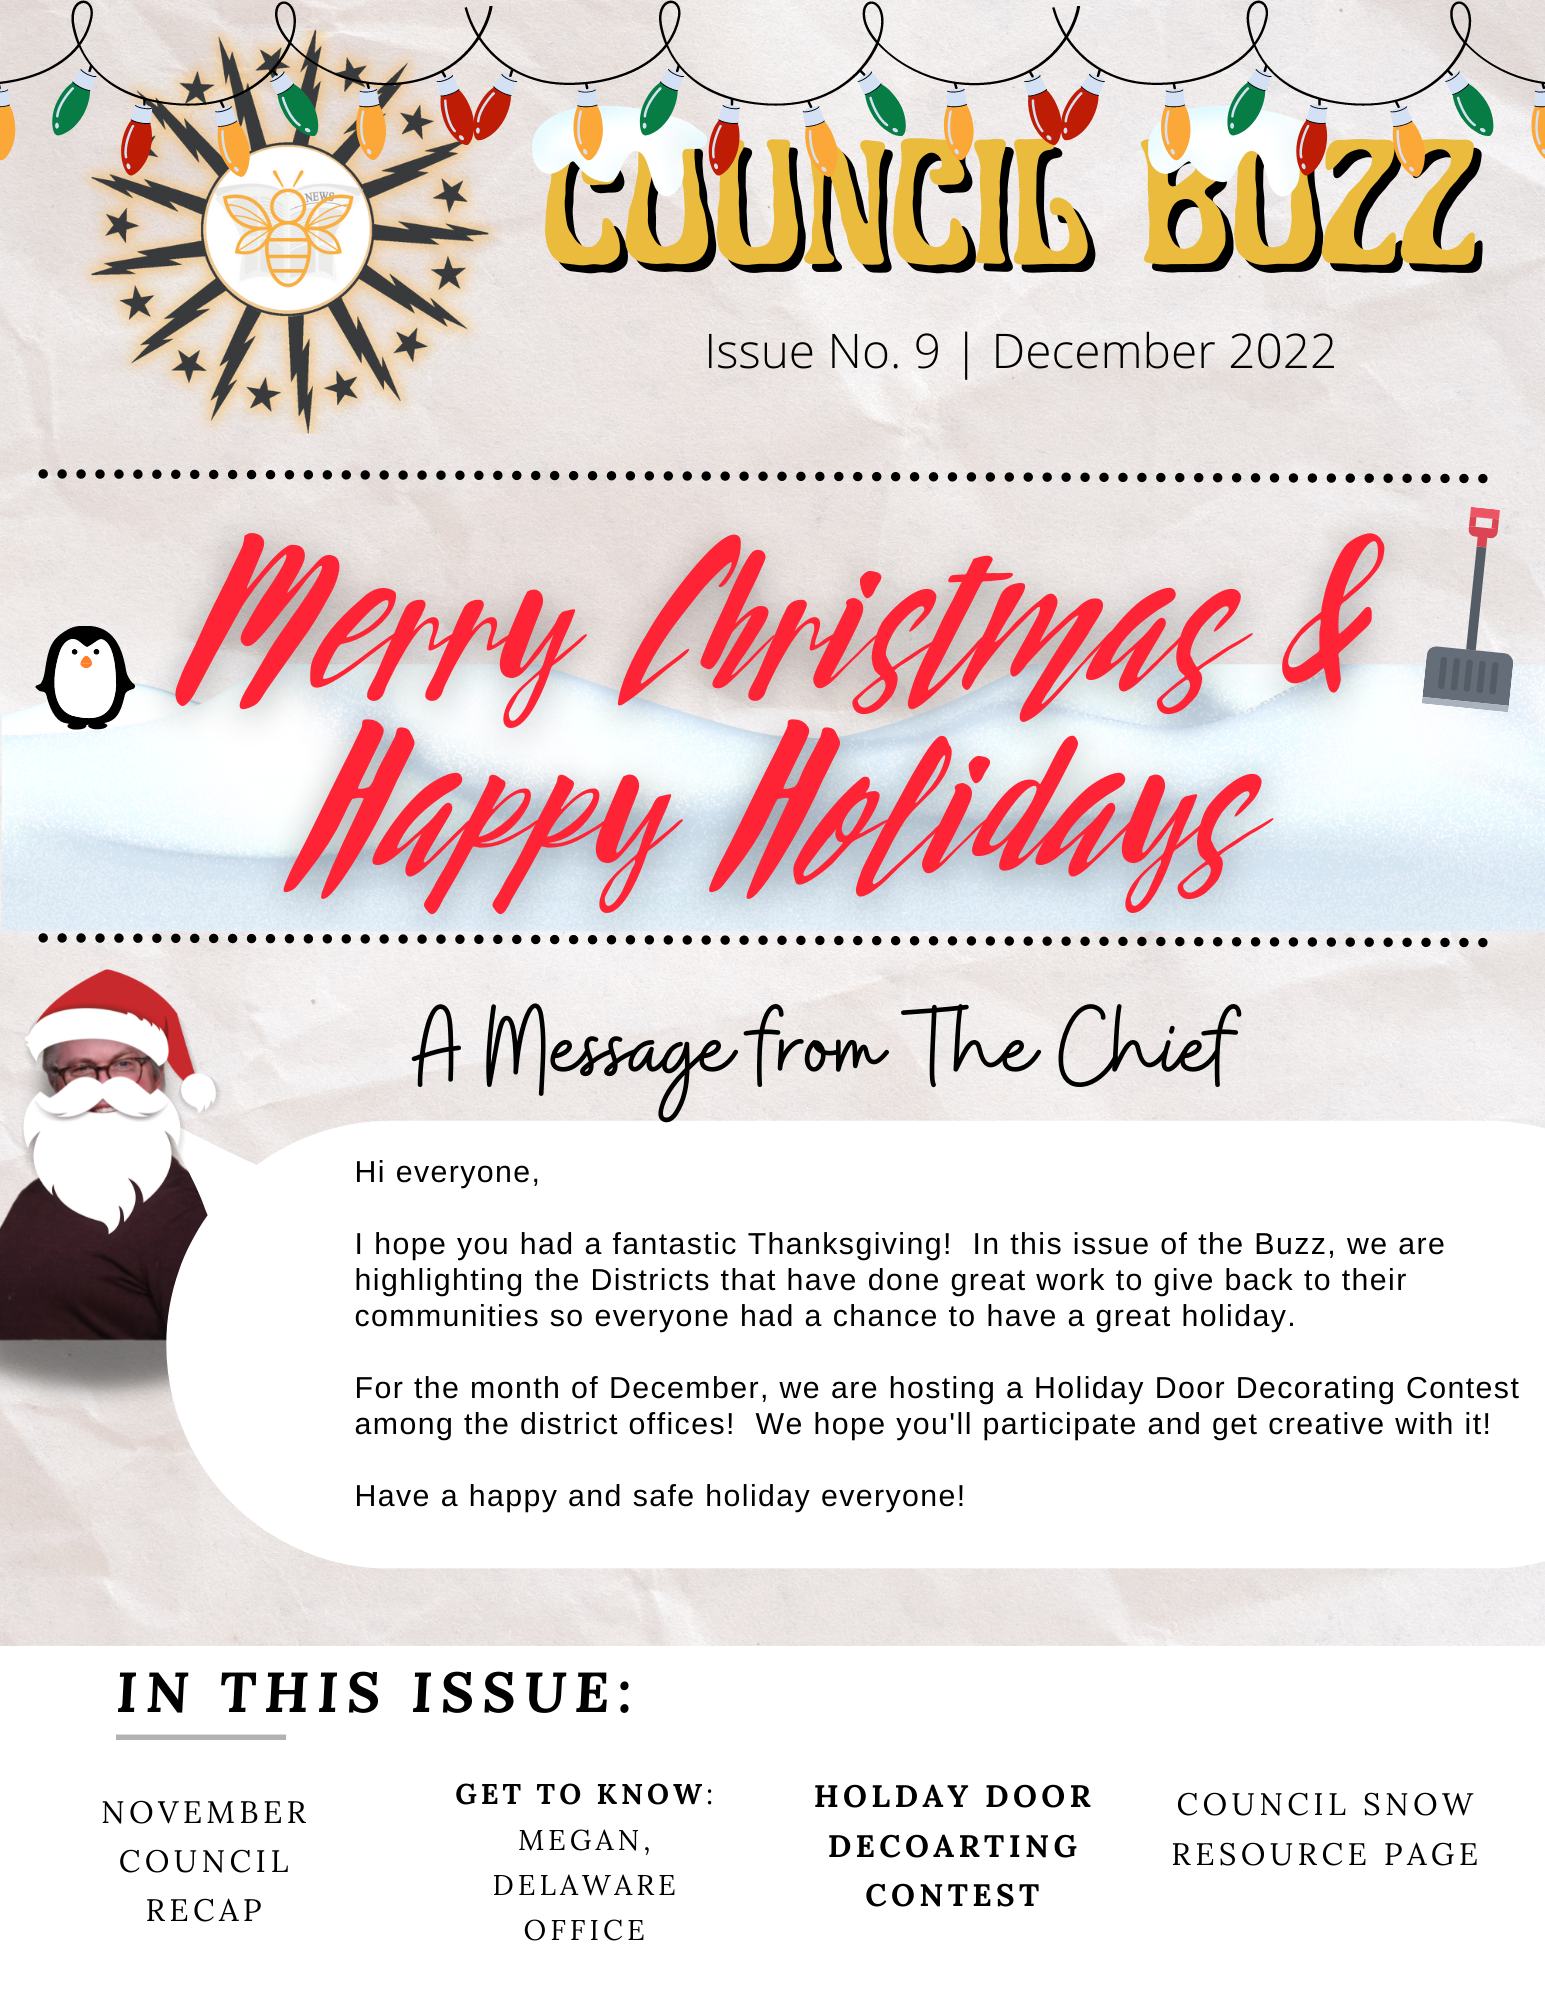 NEWS
COUNCIL BUZZ
Issue No. 9 | December 2022
Merry Christmas &
Happy Holidays
A Message from The Chief
Hi everyone,
I hope you had a fantastic Thanksgiving!  In this issue of the Buzz, we are
highlighting the Districts that have done great work to give back to their
communities so everyone had a chance to have a great holiday.
For the month of December, we are hosting a Holiday Door Decorating Contest
among the district offices!  We hope you'll participate and get creative with it!
Have a happy and safe holiday everyone!
IN THIS ISSUE:
NOVEMBER
COUNCIL
RECAP
GET TO KNOW:
MEGAN,
DELAWARE
OFFICE
HOLDAY DOOR
DECOARTING
CONTEST
COUNCIL SNOW
RESOURCE PAGE